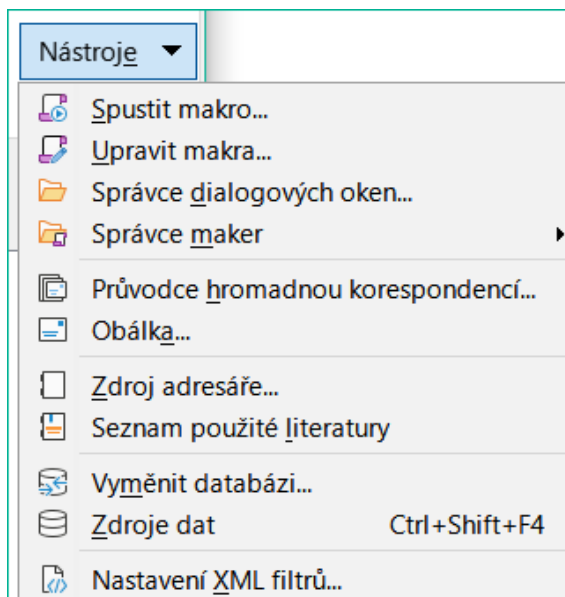 Nástroje
Spustit makro...
Upravit makra...
Správce dialogových oken...
Správce maker
Průvodce hromadnou korespondencí...
Obálka...
Zdroj adresáře...
Seznam použité literatury
Vyměnit databázi...
Zdroje dat Ctrl+Shift+F4
Nastavení XML filtrů...